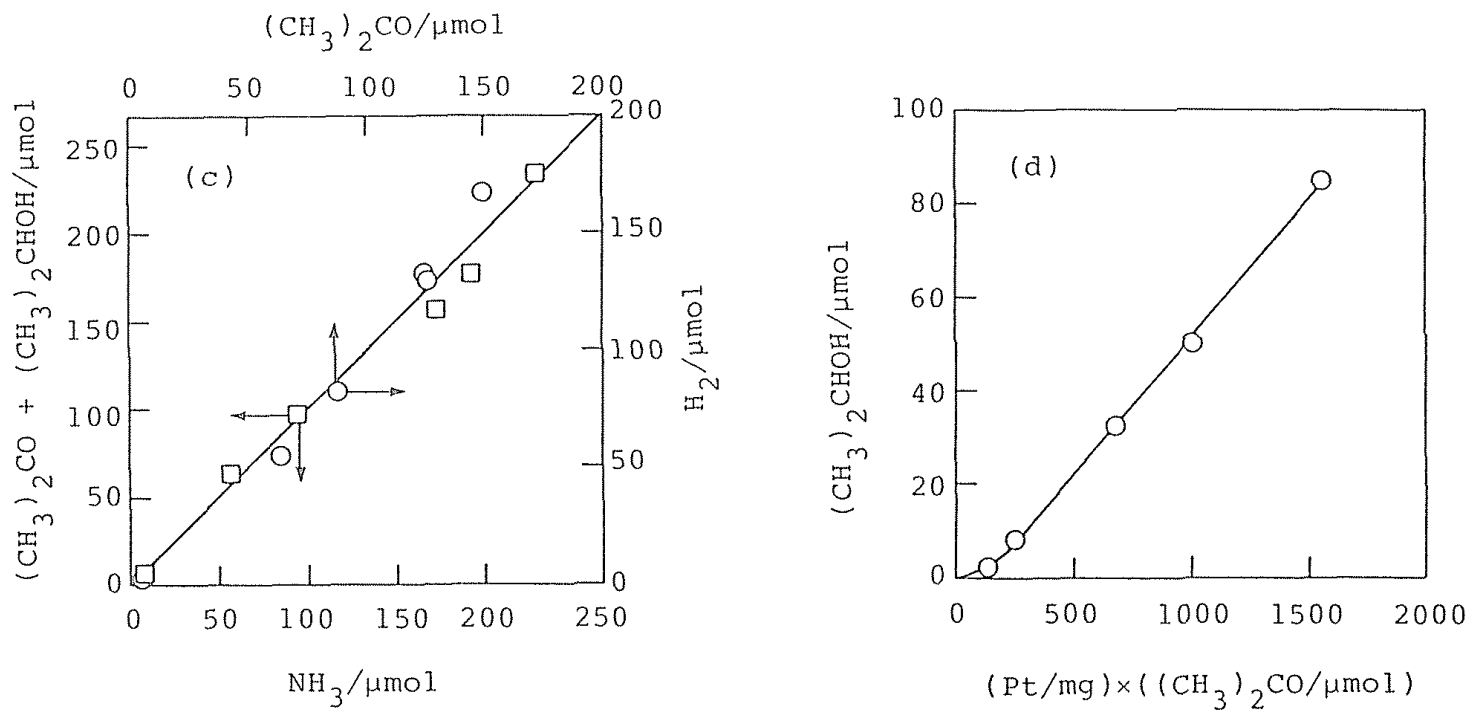 (CH3)2CO/µmol
0 50 100 150 200
(CH3)2CO + (CH3)2CHOH/µmol
250
200
150
100
50
0
(c)
200
150
100
50
0
H2/µmol
0 50 100 150 200 250
NH3/µmol
(CH3)2CHOH/µmol
100
80
60
40
20
0
(d)
0 500 1000 1500 2000
(Pt/mg)×((CH3)2CO/µmol)